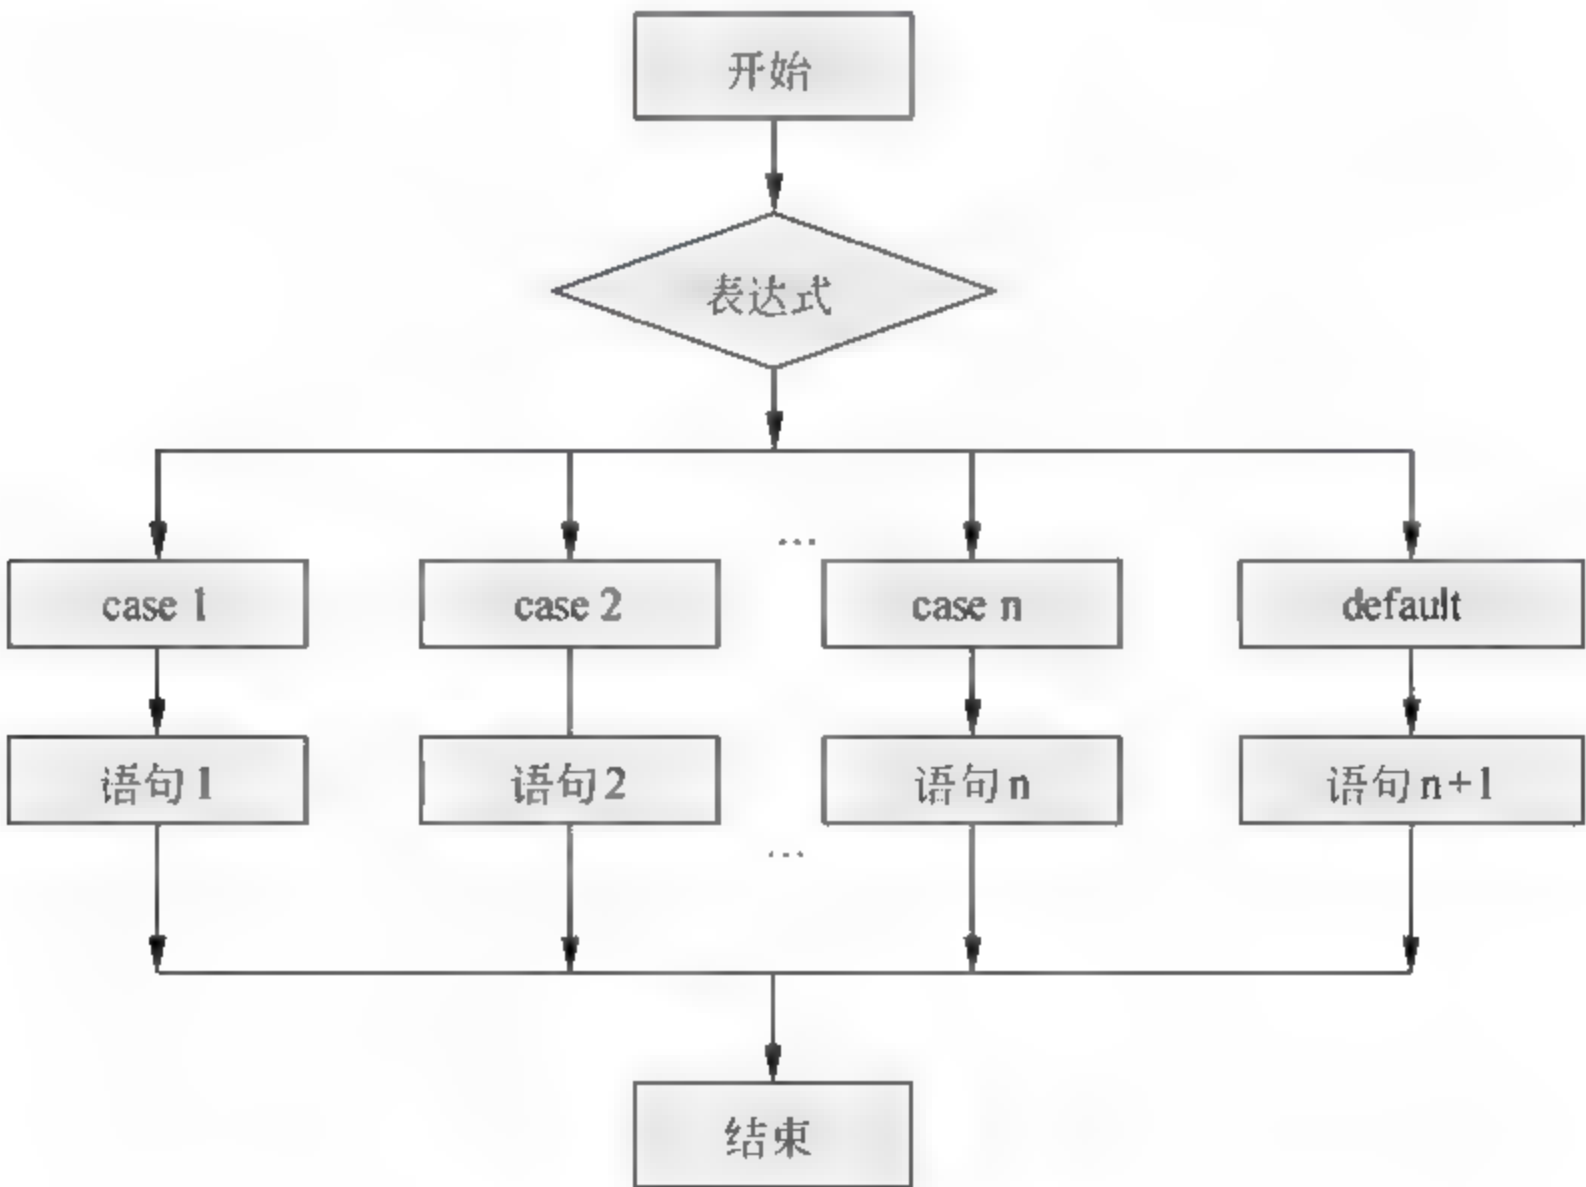 开始
表达式
…
case 1
case 2
case n
default
语句1
语句2
语句n
语句n+1
…
结束